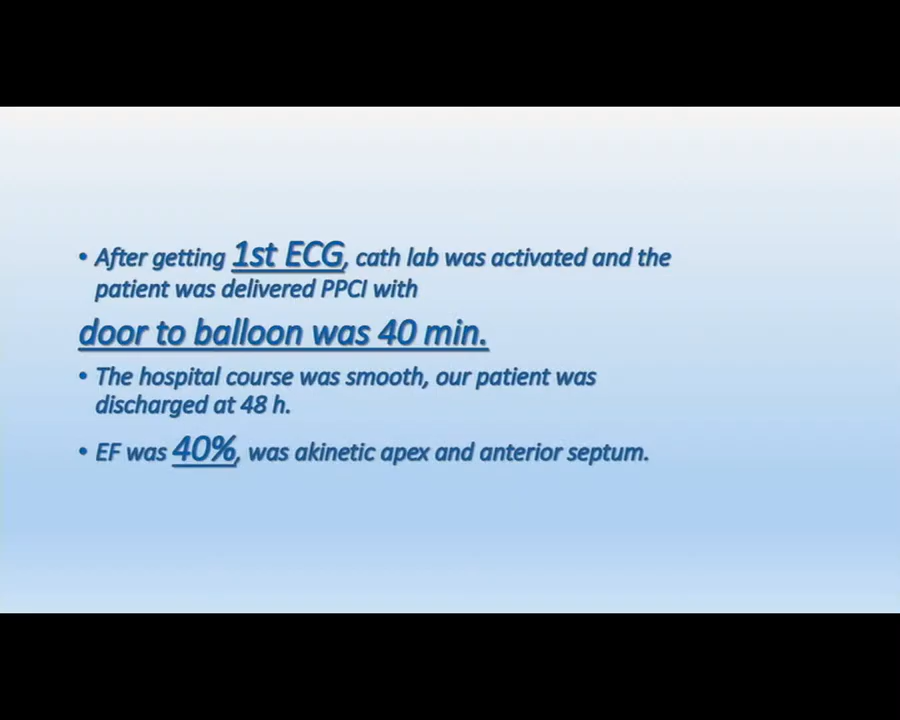 • After getting 1st ECG, cath lab was activated and the
patient was delivered PPCI with
door to balloon was 40 min.
• The hospital course was smooth, our patient was
discharged at 48 h.
• EF was 40%, was akinetic apex and anterior septum.